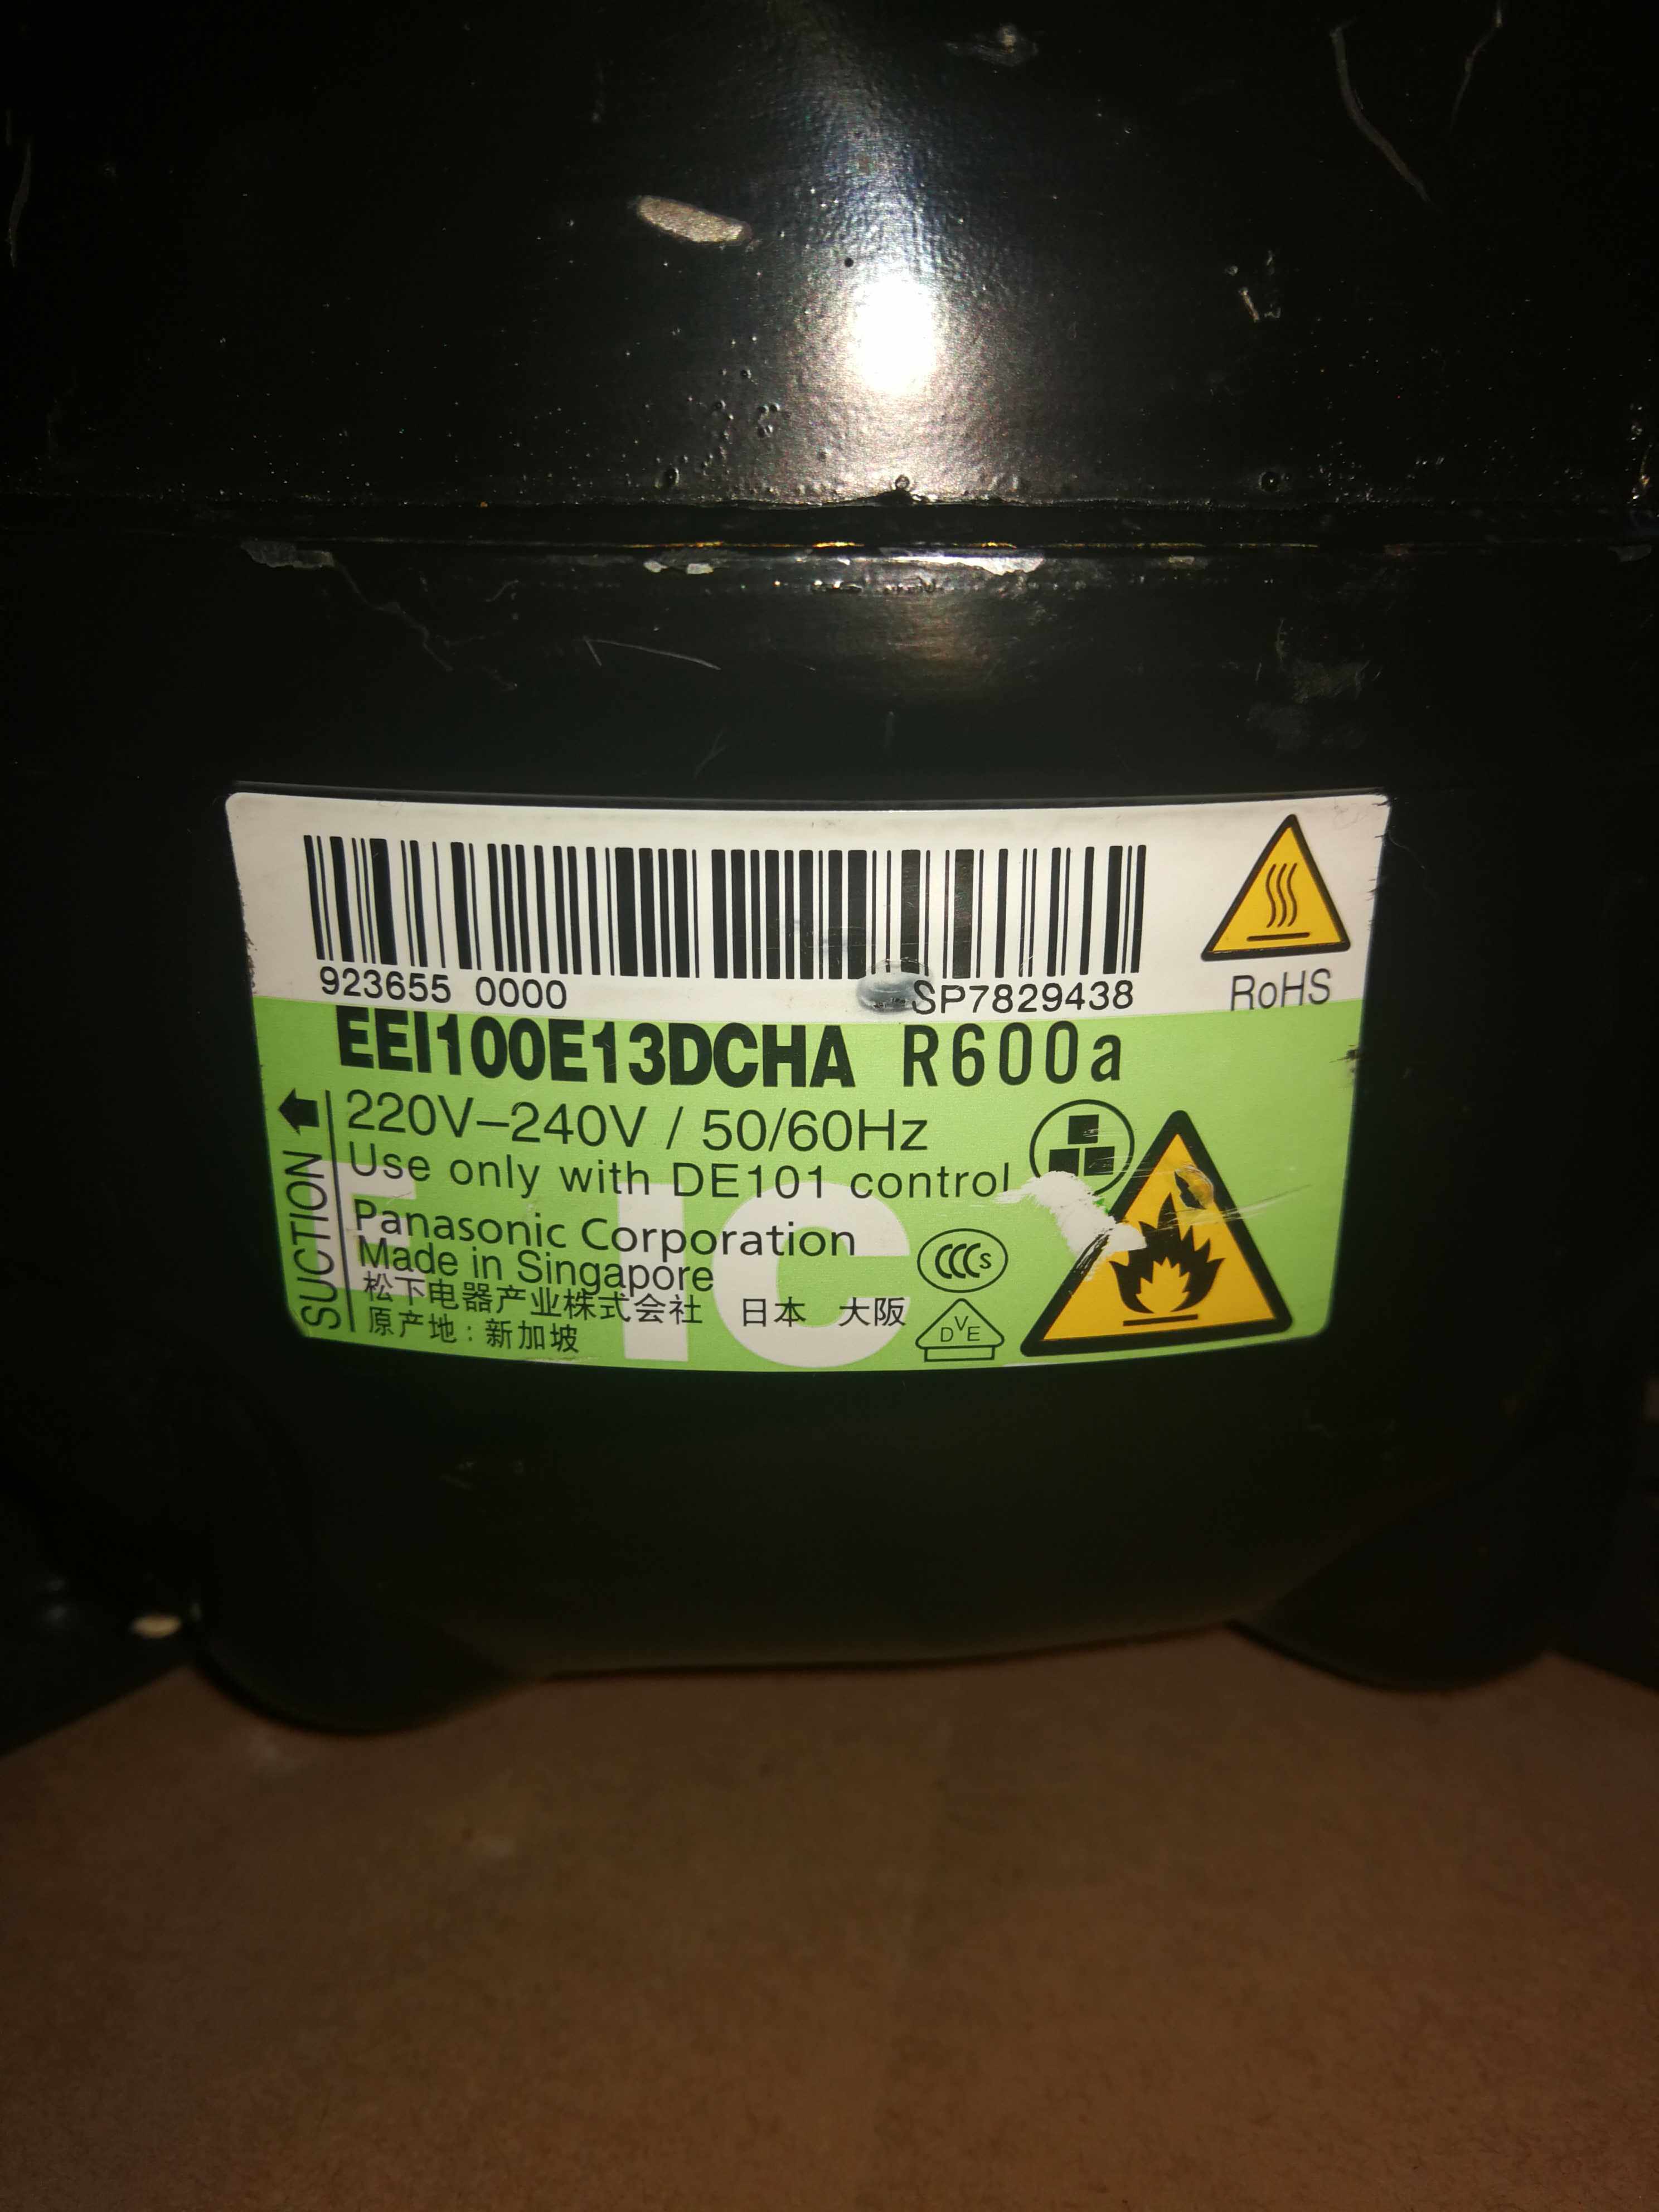 923655 0000 SP7829438
RoHS
EEI100E13DCHA R600a
220V–240V / 50/60Hz
Use only with DE101 control
SUCTION
Panasonic Corporation
Made in Singapore
松下电器产业株式会社 日本 大阪
原产地：新加坡
CCC S
DVE